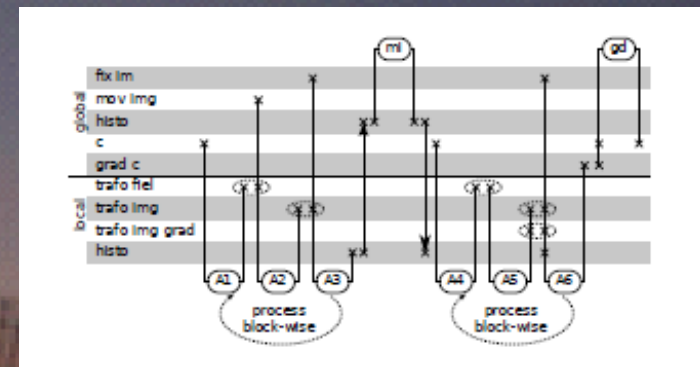 mi
gd
fix im
mov img
global
histo
c
grad c
trafo fiel
trafo img
local
trafo img grad
histo
A1
A2
A3
A4
A5
A6
process
block-wise
process
block-wise